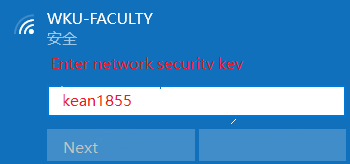 WKU-FACULTY
安全
Enter network security key
kean1855
Next